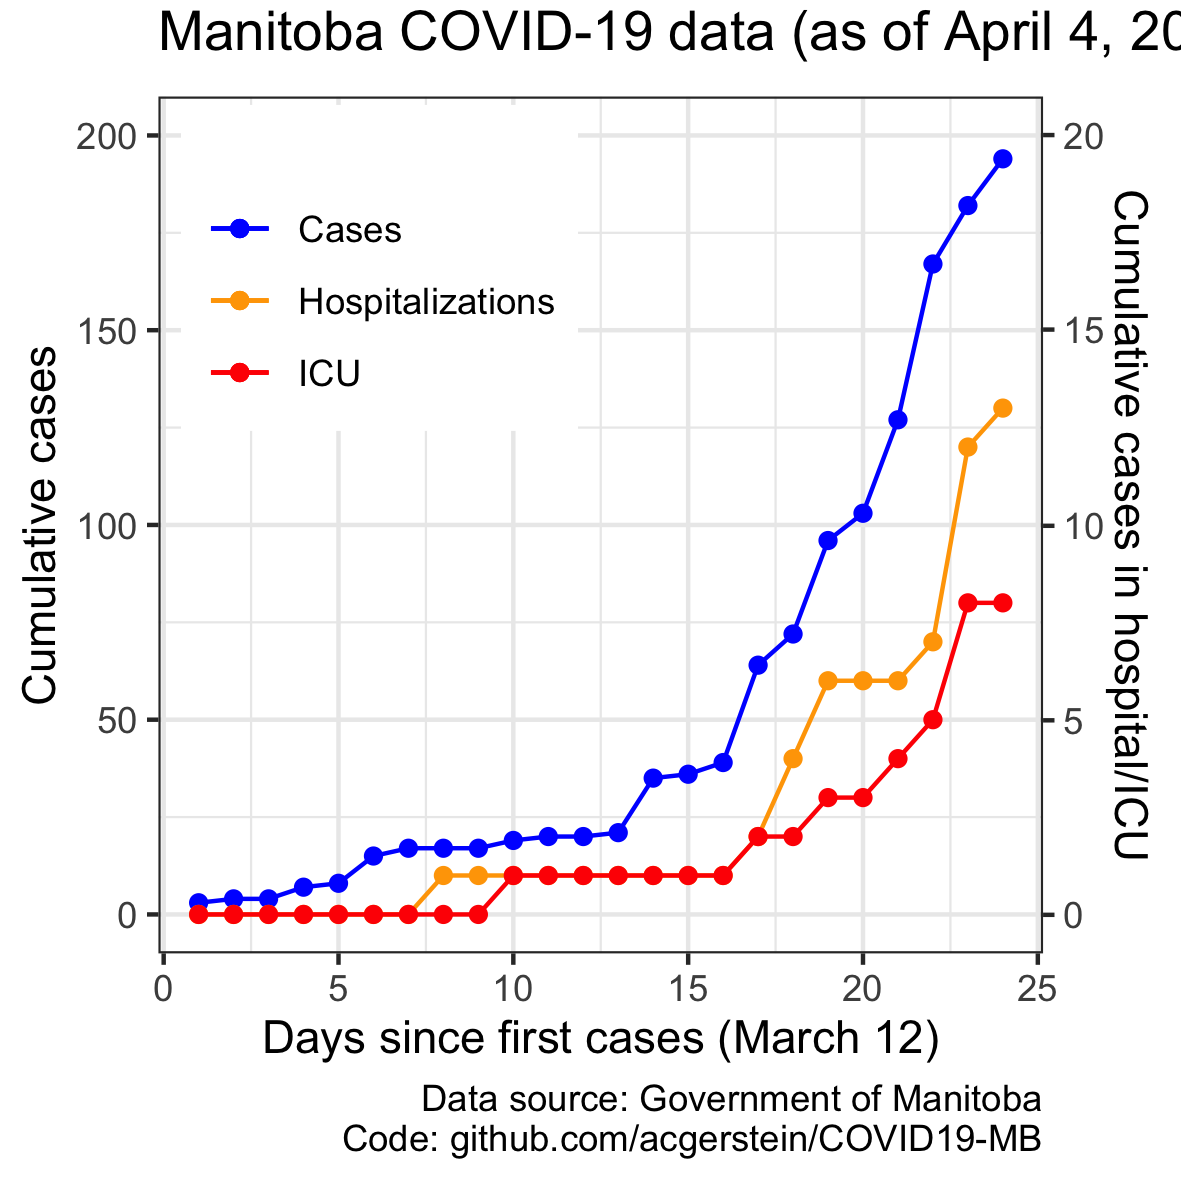 Manitoba COVID-19 data (as of April 4, 20
200
150
100
50
0
Cumulative cases
Cases
Hospitalizations
ICU
20
15
10
5
0
Cumulative cases in hospital/ICU
0 5 10 15 20 25
Days since first cases (March 12)
Data source: Government of Manitoba
Code: github.com/acgerstein/COVID19-MB